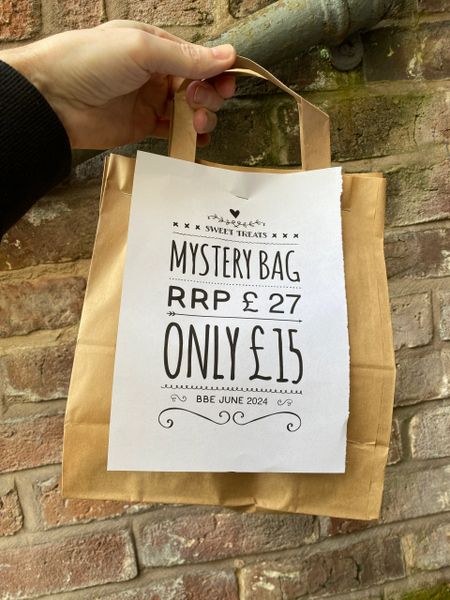 SWEET TREATS
MYSTERY BAG
RRP £ 27
ONLY £15
BBE JUNE 2024